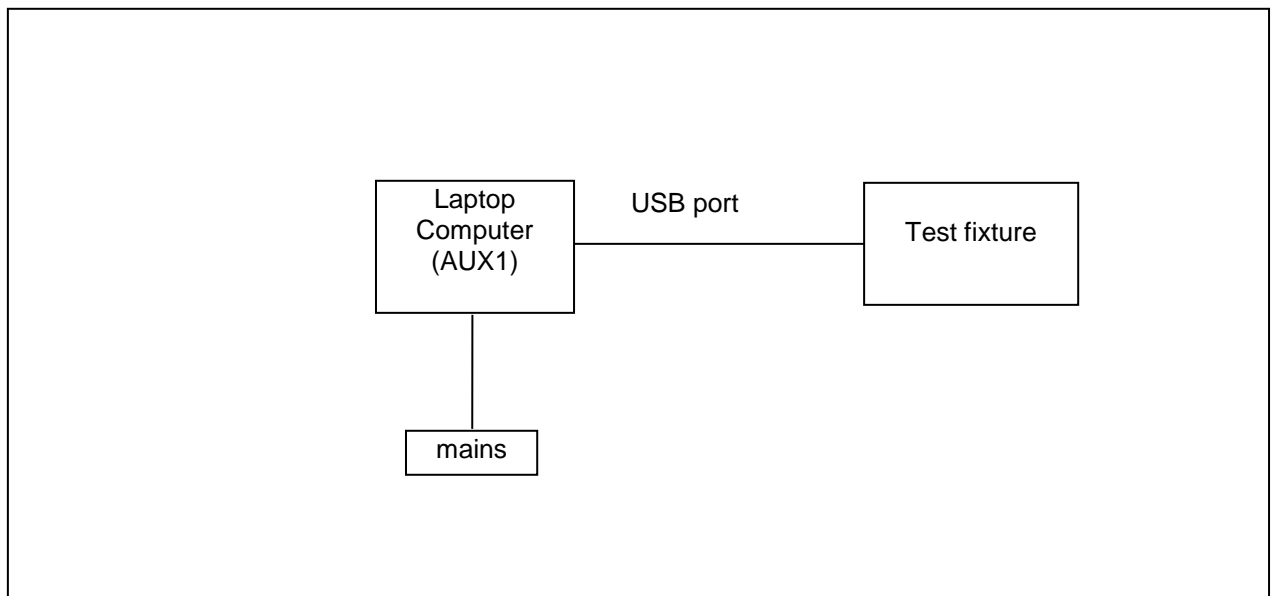 Laptop
Computer
(AUX1)
USB port
Test fixture
mains